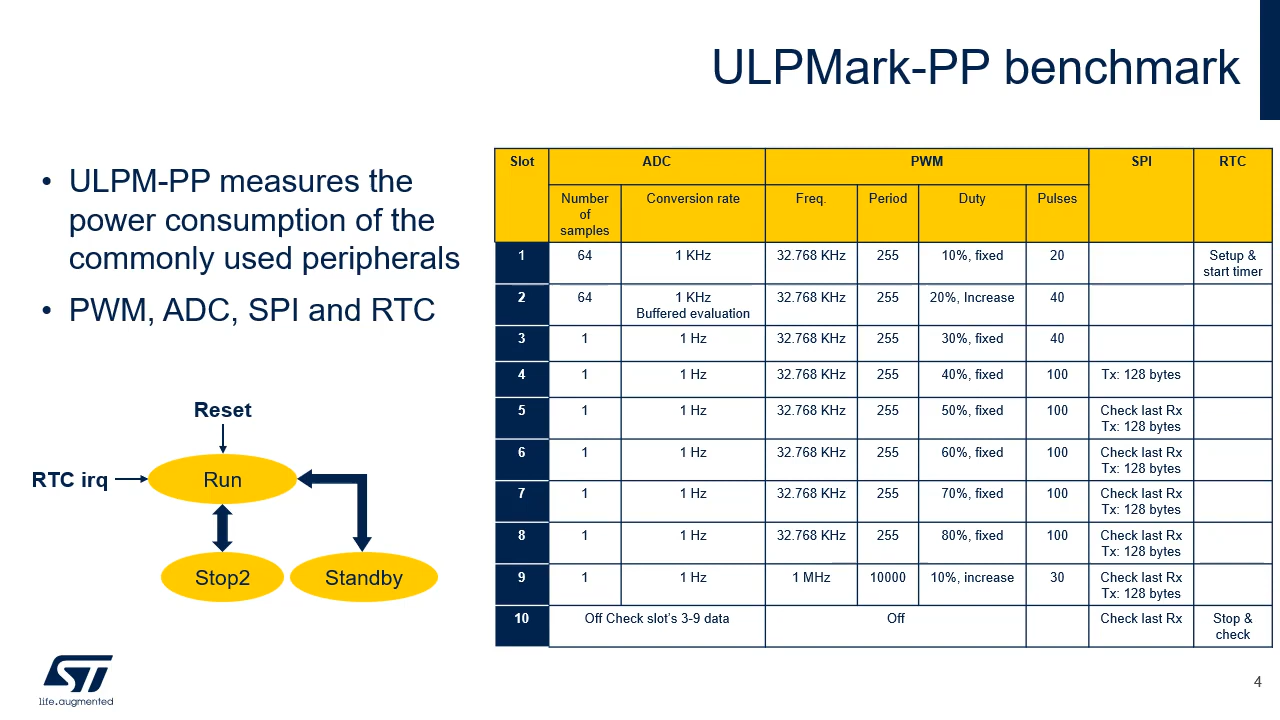 ULPMark-PP benchmark
• ULPM-PP measures the
power consumption of the
commonly used peripherals
• PWM, ADC, SPI and RTC
Reset
RTC irq
Run
Stop2
Standby
Slot ADC PWM SPI RTC
Number of samples Conversion rate Freq. Period Duty Pulses
1 64 1 KHz 32.768 KHz 255 10%, fixed 20 Setup & start timer
2 64 1 KHz Buffered evaluation 32.768 KHz 255 20%, Increase 40
3 1 1 Hz 32.768 KHz 255 30%, fixed 40
4 1 1 Hz 32.768 KHz 255 40%, fixed 100 Tx: 128 bytes
5 1 1 Hz 32.768 KHz 255 50%, fixed 100 Check last Rx Tx: 128 bytes
6 1 1 Hz 32.768 KHz 255 60%, fixed 100 Check last Rx Tx: 128 bytes
7 1 1 Hz 32.768 KHz 255 70%, fixed 100 Check last Rx Tx: 128 bytes
8 1 1 Hz 32.768 KHz 255 80%, fixed 100 Check last Rx Tx: 128 bytes
9 1 1 Hz 1 MHz 10000 10%, increase 30 Check last Rx Tx: 128 bytes
10 Off Check slot's 3-9 data Off Check last Rx Stop & check
ST
life.augmented
4